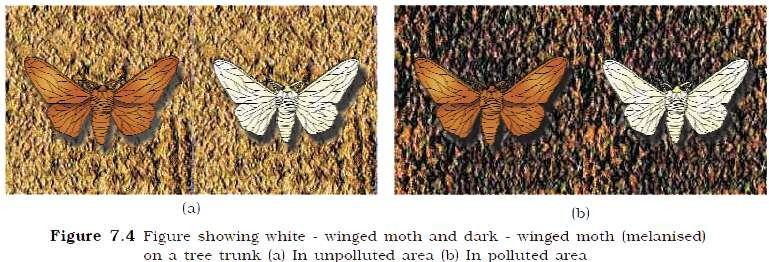 (a)
(b)
Figure 7.4 Figure showing white - winged moth and dark - winged moth (melanised)
on a tree trunk (a) In unpolluted area (b) In polluted area